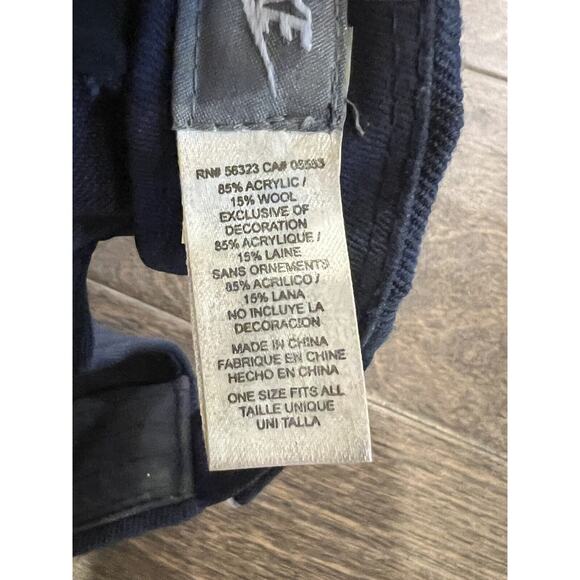 NIKE
RN# 56323 CA# 05553
85% ACRYLIC /
15% WOOL
EXCLUSIVE OF
DECORATION
85% ACRYLIQUE /
15% LAINE
SANS ORNEMENTS
85% ACRILICO /
15% LANA
NO INCLUYE LA
DECORACION
MADE IN CHINA
FABRIQUE EN CHINE
HECHO EN CHINA
ONE SIZE FITS ALL
TAILLE UNIQUE
UNI TALLA